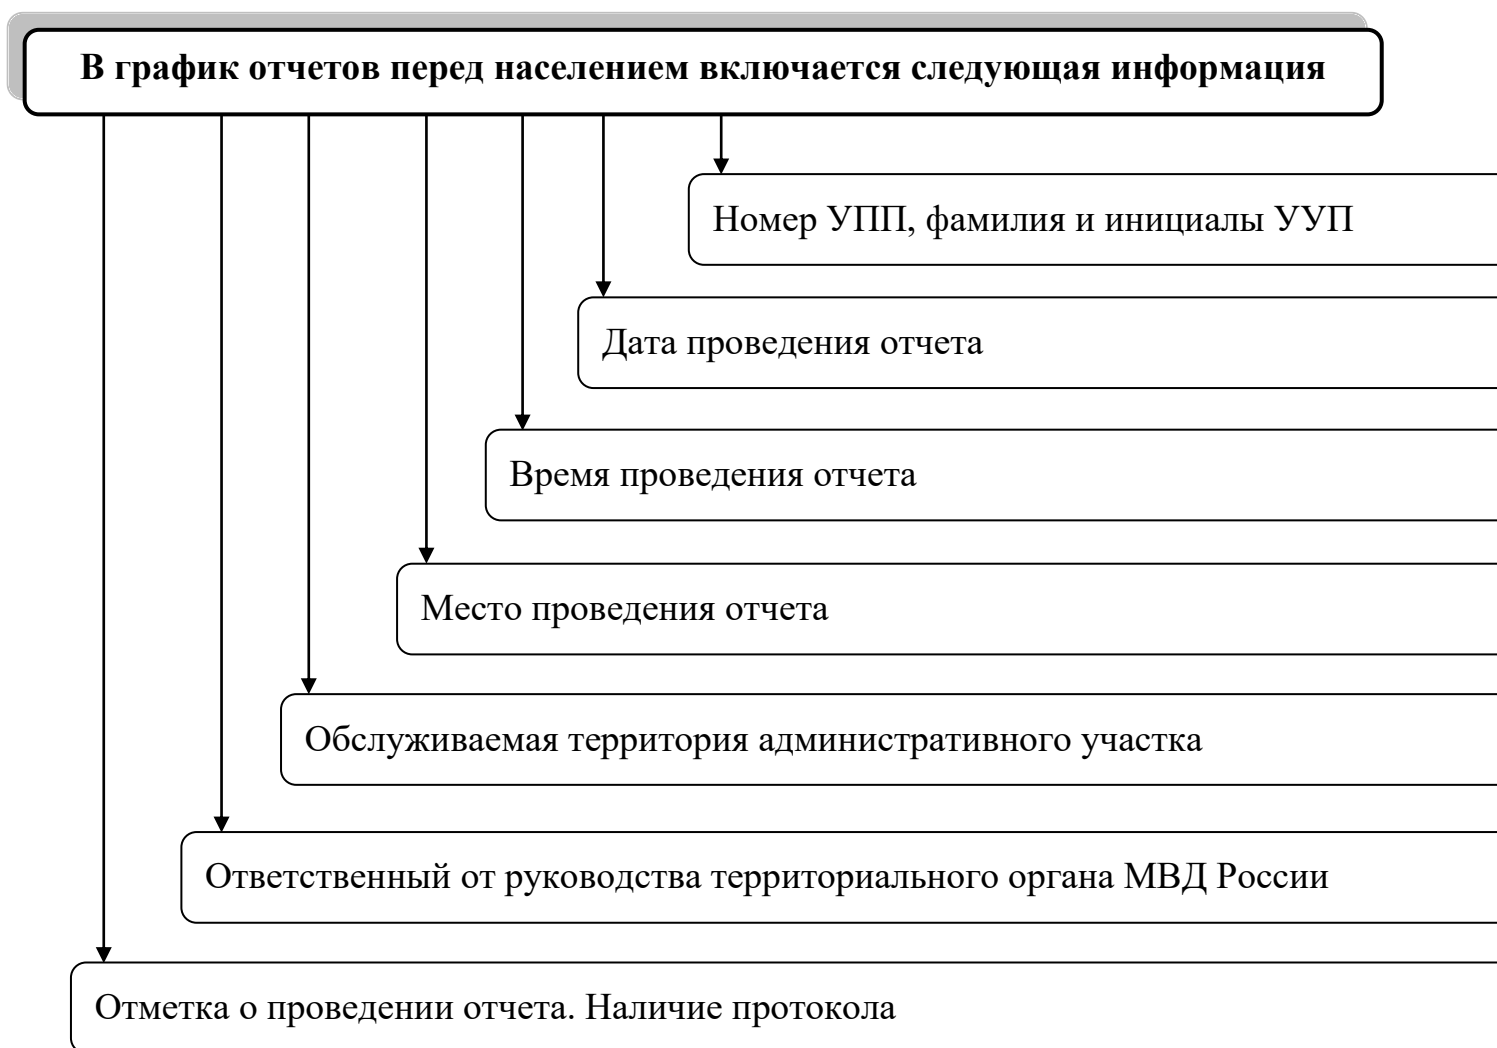 В график отчетов перед населением включается следующая информация
Номер УПП, фамилия и инициалы УУП
Дата проведения отчета
Время проведения отчета
Место проведения отчета
Обслуживаемая территория административного участка
Ответственный от руководства территориального органа МВД России
Отметка о проведении отчета. Наличие протокола